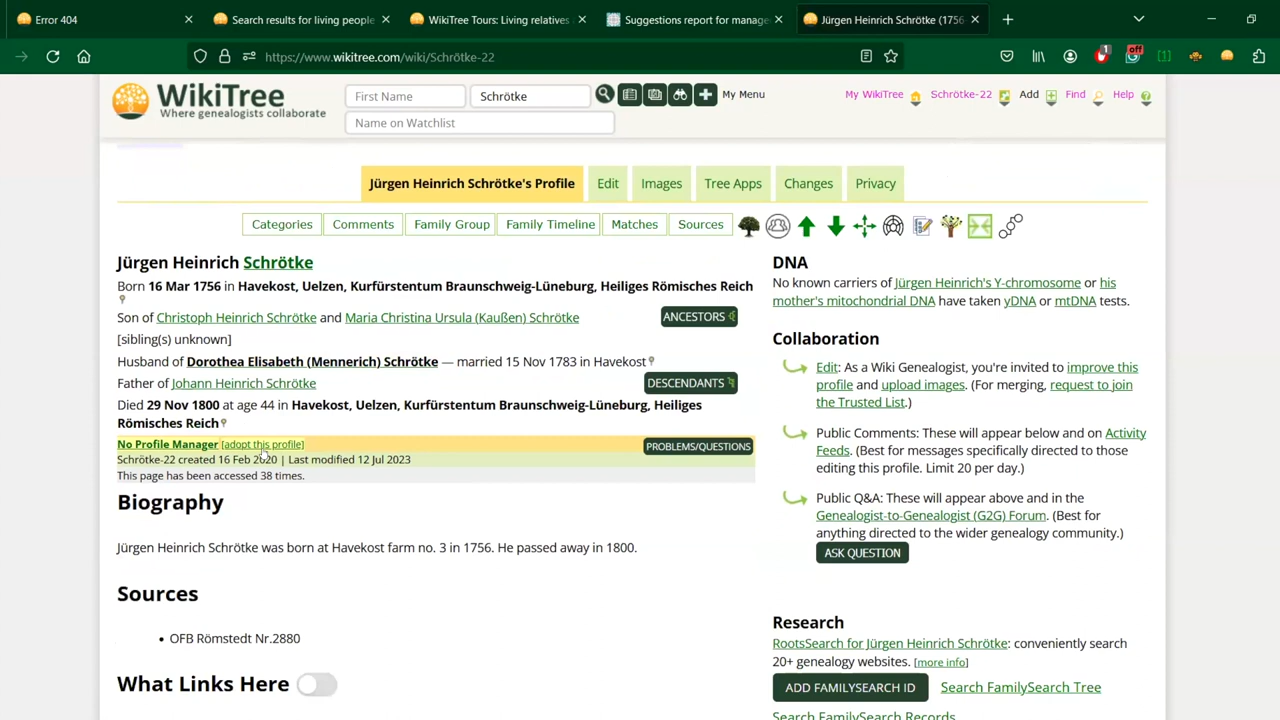 Error 404
Search results for living people
WikiTree Tours: Living relatives
Suggestions report for manage
Jürgen Heinrich Schrötke (1756
https://www.wikitree.com/wiki/Schrötke-22
1
off
WikiTree
Where genealogists collaborate
First Name
Schrötke
My Menu
Name on Watchlist
My WikiTree
Schrötke-22
Add
Find
Help
Jürgen Heinrich Schrötke's Profile
Edit
Images
Tree Apps
Changes
Privacy
Categories
Comments
Family Group
Family Timeline
Matches
Sources
Jürgen Heinrich Schrötke
Born 16 Mar 1756 in Havekost, Uelzen, Kurfürstentum Braunschweig-Lüneburg, Heiliges Römisches Reich
Son of Christoph Heinrich Schrötke and Maria Christina Ursula (Kaußen) Schrötke
ANCESTORS
[sibling(s) unknown]
Husband of Dorothea Elisabeth (Mennerich) Schrötke — married 15 Nov 1783 in Havekost
Father of Johann Heinrich Schrötke
DESCENDANTS
Died 29 Nov 1800 at age 44 in Havekost, Uelzen, Kurfürstentum Braunschweig-Lüneburg, Heiliges
Römisches Reich
No Profile Manager [adopt this profile]
PROBLEMS/QUESTIONS
Schrötke-22 created 16 Feb 2020 | Last modified 12 Jul 2023
This page has been accessed 38 times.
Biography
Jürgen Heinrich Schrötke was born at Havekost farm no. 3 in 1756. He passed away in 1800.
Sources
• OFB Römstedt Nr.2880
What Links Here
DNA
No known carriers of Jürgen Heinrich's Y-chromosome or his
mother's mitochondrial DNA have taken yDNA or mtDNA tests.
Collaboration
Edit: As a Wiki Genealogist, you're invited to improve this
profile and upload images. (For merging, request to join
the Trusted List.)
Public Comments: These will appear below and on Activity
Feeds. (Best for messages specifically directed to those
editing this profile. Limit 20 per day.)
Public Q&A: These will appear above and in the
Genealogist-to-Genealogist (G2G) Forum. (Best for
anything directed to the wider genealogy community.)
ASK QUESTION
Research
RootsSearch for Jürgen Heinrich Schrötke: conveniently search
20+ genealogy websites. [more info]
ADD FAMILYSEARCH ID
Search FamilySearch Tree
Search FamilySearch Records